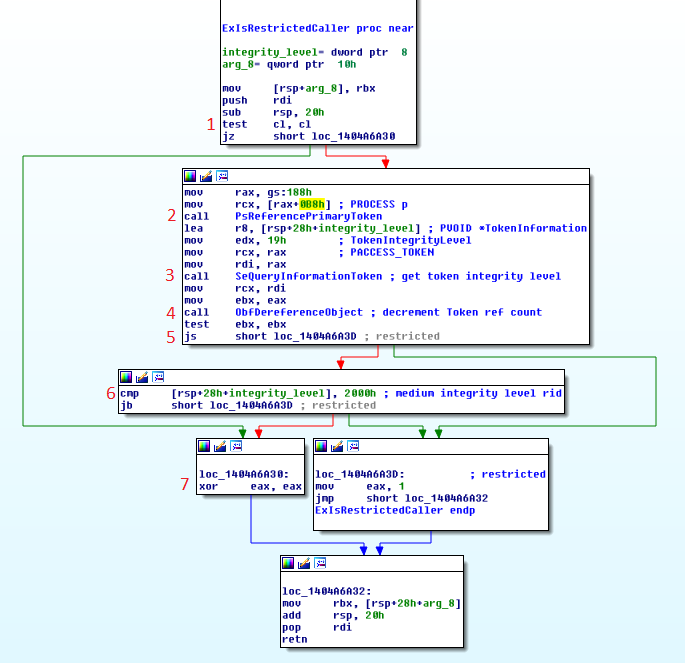 ExIsRestrictedCaller proc near
integrity_level= dword ptr  8
arg_8= qword ptr  10h
mov     [rsp+arg_8], rbx
push    rdi
sub     rsp, 20h
1 test    cl, cl
jz      short loc_1404A6A30
mov     rax, gs:188h
mov     rcx, [rax+0B8h] ; PROCESS p
2 call    PsReferencePrimaryToken
lea     r8, [rsp+28h+integrity_level] ; PVOID *TokenInformation
mov     edx, 19h        ; TokenIntegrityLevel
mov     rcx, rax        ; PACCESS_TOKEN
mov     rdi, rax
3 call    SeQueryInformationToken ; get token integrity level
mov     rcx, rdi
mov     ebx, eax
4 call    ObfDereferenceObject ; decrement Token ref count
test    ebx, ebx
5 js      short loc_1404A6A3D ; restricted
6 cmp     [rsp+28h+integrity_level], 2000h ; medium integrity level rid
jb      short loc_1404A6A3D ; restricted
loc_1404A6A30:
7 xor     eax, eax
loc_1404A6A3D:          ; restricted
mov     eax, 1
jmp     short loc_1404A6A32
ExIsRestrictedCaller endp
loc_1404A6A32:
mov     rbx, [rsp+28h+arg_8]
add     rsp, 20h
pop     rdi
retn